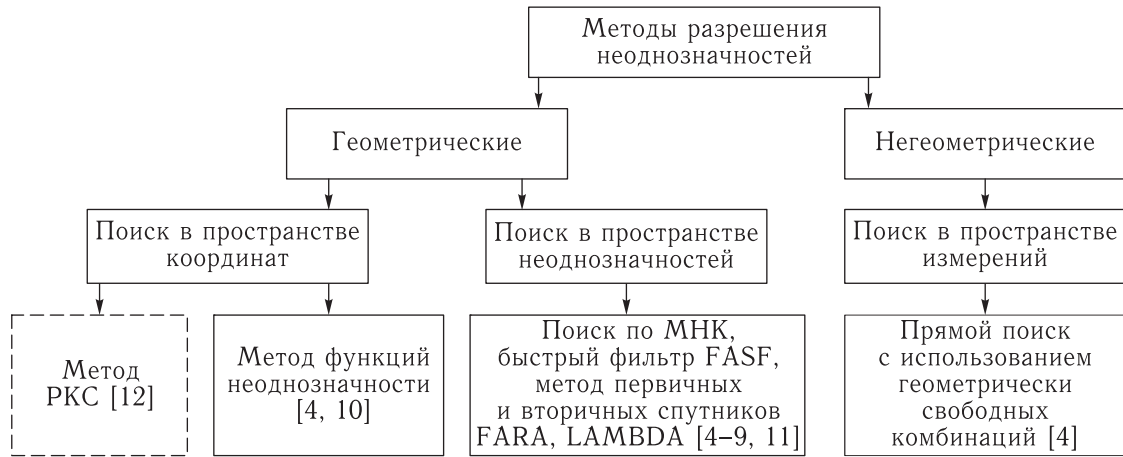 Методы разрешения
неоднозначностей
Геометрические
Негеометрические
Поиск в пространстве
координат
Поиск в пространстве
неоднозначностей
Поиск в пространстве
измерений
Метод
РКС [12]
Метод функций
неоднозначности
[4, 10]
Поиск по МНК,
быстрый фильтр FASF,
метод первичных
и вторичных спутников
FARA, LAMBDA [4–9, 11]
Прямой поиск
с использованием
геометрически
свободных
комбинаций [4]